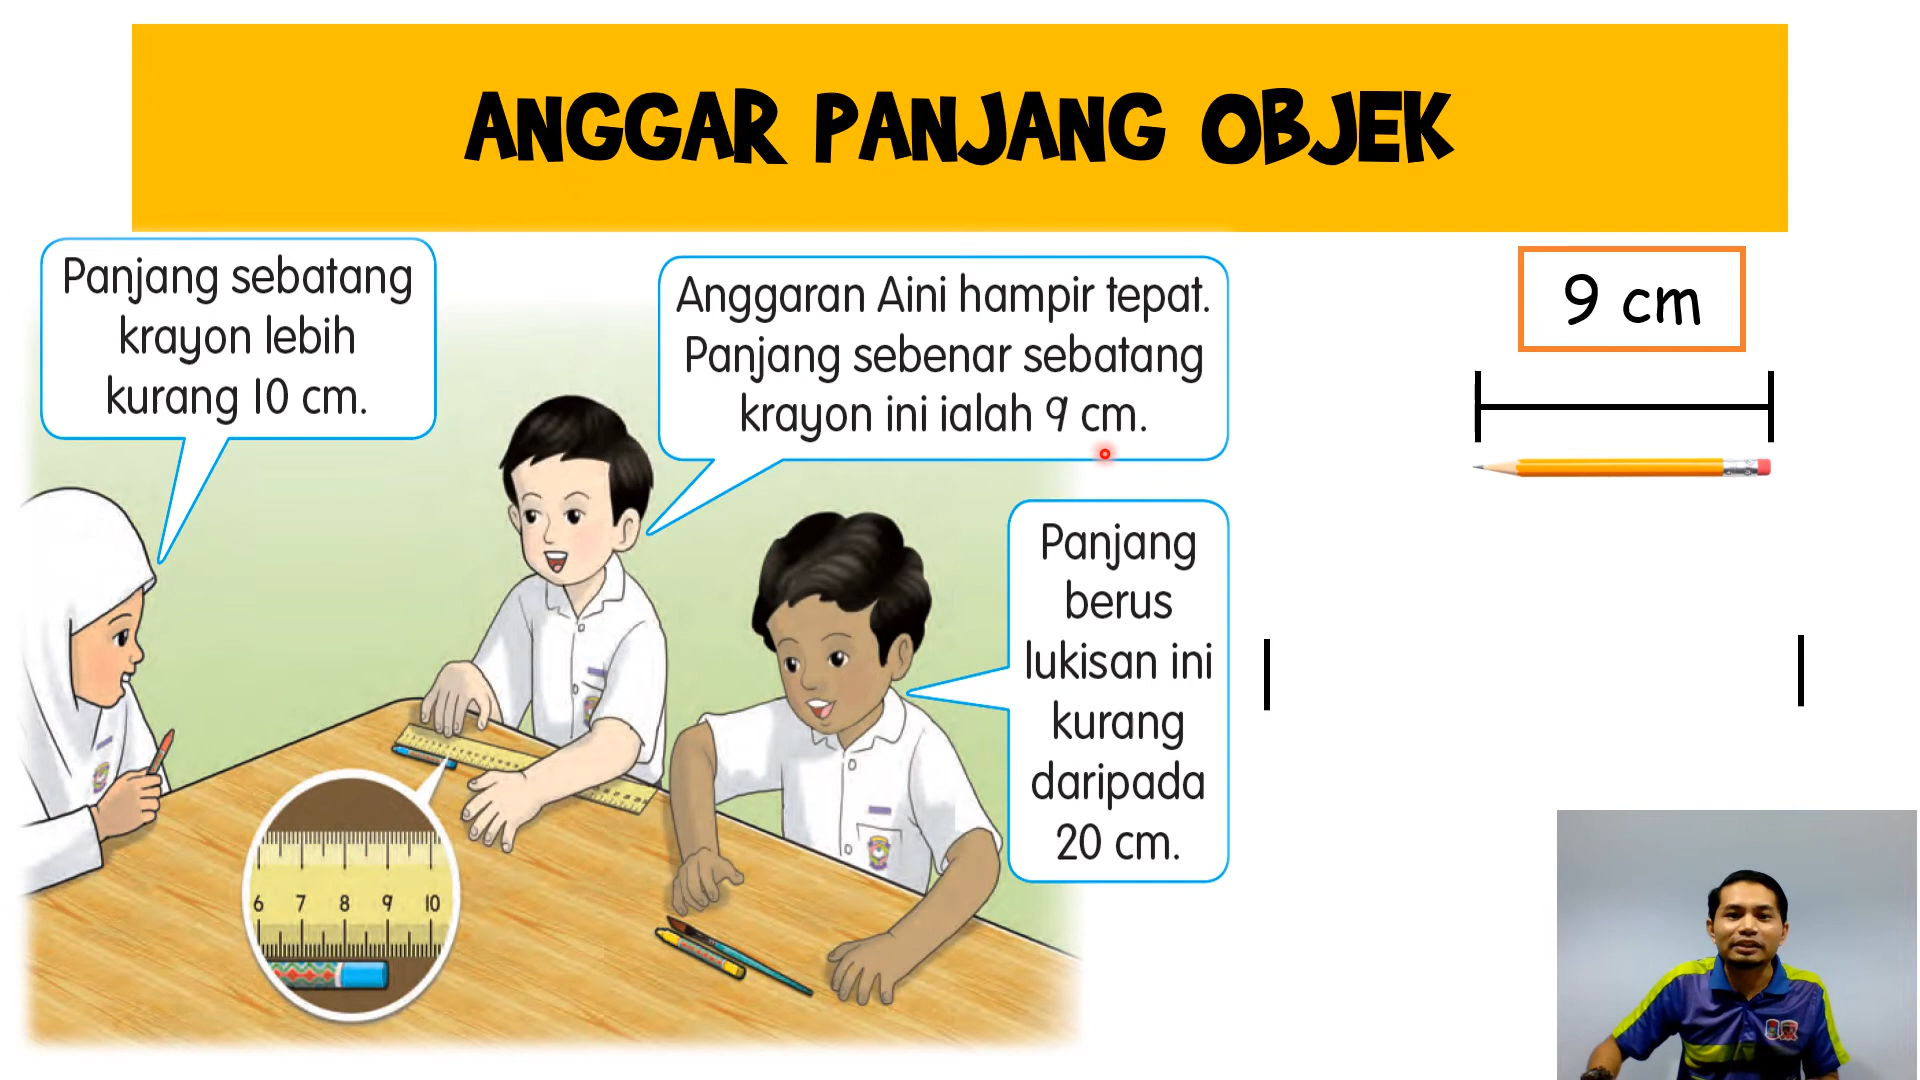 ANGGAR PANJANG OBJEK
Panjang sebatang
krayon lebih
kurang 10 cm.
Anggaran Aini hampir tepat.
Panjang sebenar sebatang
krayon ini ialah 9 cm.
9 cm
Panjang
berus
lukisan ini
kurang
daripada
20 cm.
6 7 8 9 10